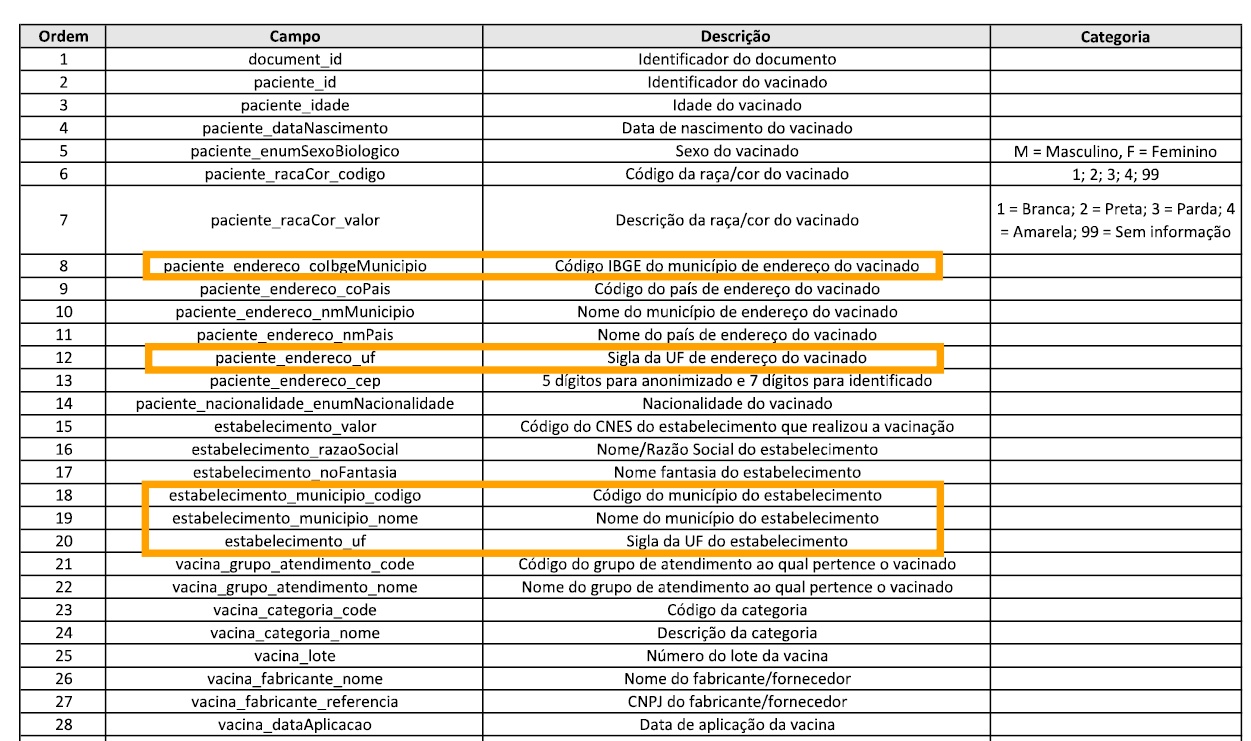 Ordem Campo Descrição Categoria
1 document_id Identificador do documento
2 paciente_id Identificador do vacinado
3 paciente_idade Idade do vacinado
4 paciente_dataNascimento Data de nascimento do vacinado
5 paciente_enumSexoBiologico Sexo do vacinado M = Masculino, F = Feminino
6 paciente_racaCor_codigo Código da raça/cor do vacinado 1; 2; 3; 4; 99
7 paciente_racaCor_valor Descrição da raça/cor do vacinado 1 = Branca; 2 = Preta; 3 = Parda; 4
= Amarela; 99 = Sem informação
8 paciente_endereco_coIbgeMunicipio Código IBGE do município de endereço do vacinado
9 paciente_endereco_coPais Código do país de endereço do vacinado
10 paciente_endereco_nmMunicipio Nome do município de endereço do vacinado
11 paciente_endereco_nmPais Nome do país de endereço do vacinado
12 paciente_endereco_uf Sigla da UF de endereço do vacinado
13 paciente_endereco_cep 5 dígitos para anonimizado e 7 dígitos para identificado
14 paciente_nacionalidade_enumNacionalidade Nacionalidade do vacinado
15 estabelecimento_valor Código do CNES do estabelecimento que realizou a vacinação
16 estabelecimento_razaoSocial Nome/Razão Social do estabelecimento
17 estabelecimento_noFantasia Nome fantasia do estabelecimento
18 estabelecimento_municipio_codigo Código do município do estabelecimento
19 estabelecimento_municipio_nome Nome do município do estabelecimento
20 estabelecimento_uf Sigla da UF do estabelecimento
21 vacina_grupo_atendimento_code Código do grupo de atendimento ao qual pertence o vacinado
22 vacina_grupo_atendimento_nome Nome do grupo de atendimento ao qual pertence o vacinado
23 vacina_categoria_code Código da categoria
24 vacina_categoria_nome Descrição da categoria
25 vacina_lote Número do lote da vacina
26 vacina_fabricante_nome Nome do fabricante/fornecedor
27 vacina_fabricante_referencia CNPJ do fabricante/fornecedor
28 vacina_dataAplicacao Data de aplicação da vacina